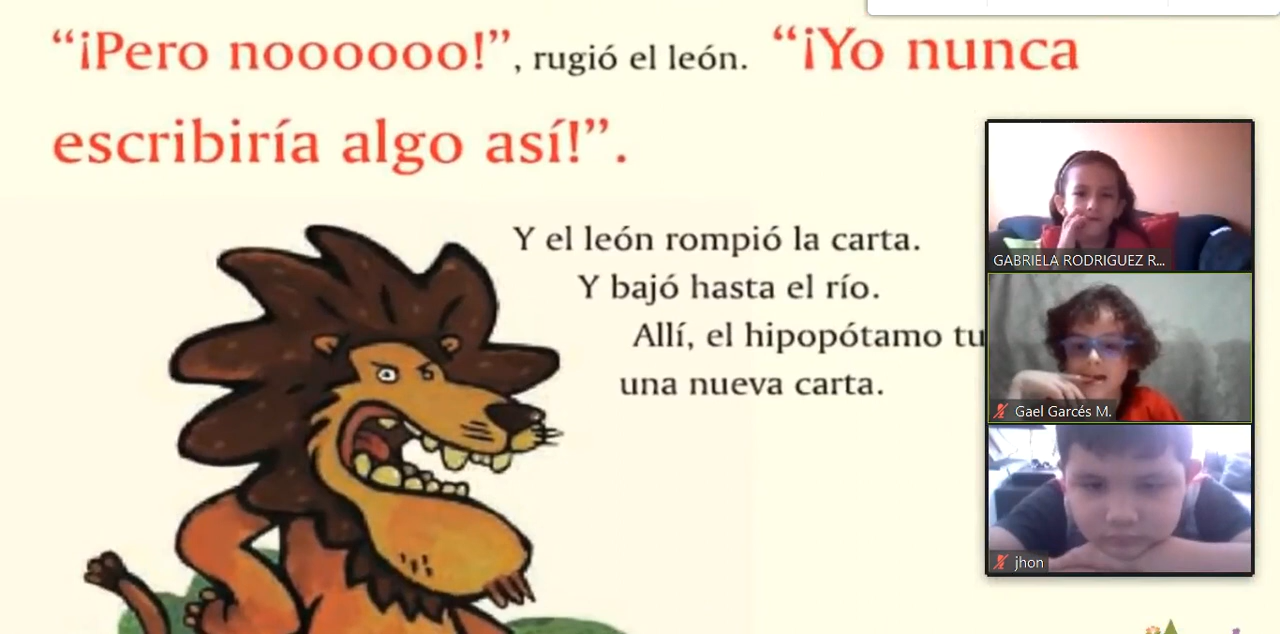 “¡Pero noooooo!”, rugió el león. “¡Yo nunca
escribiría algo así!”.
Y el león rompió la carta.
Y bajó hasta el río.
Allí, el hipopótamo tu
una nueva carta.
GABRIELA RODRIGUEZ R...
Gael Garcés M.
jhon